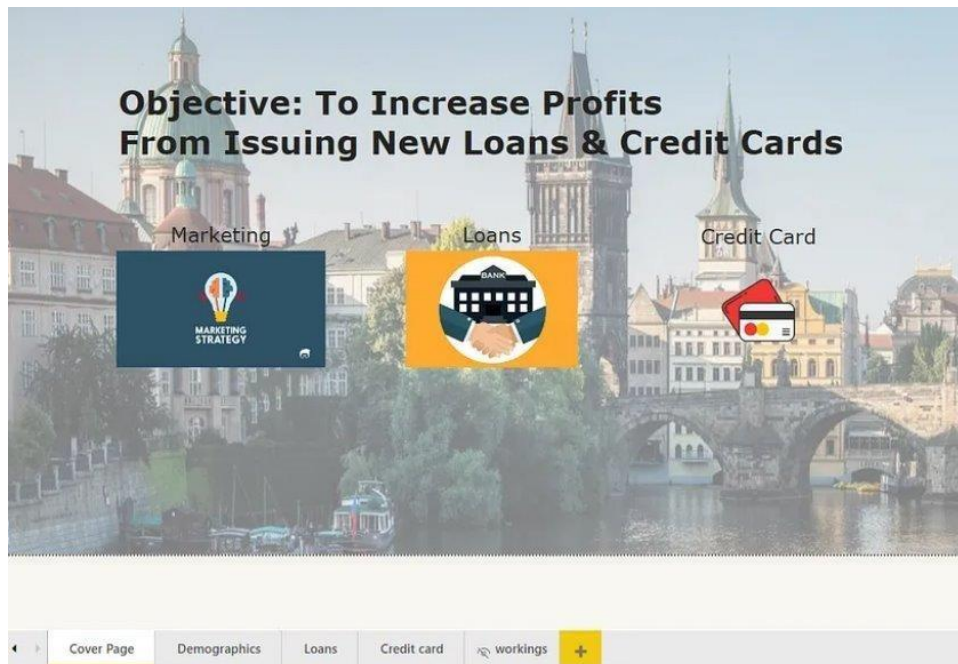 Objective: To Increase Profits
From Issuing New Loans & Credit Cards
Marketing
Loans
Credit Card
MARKETING
STRATEGY
BANK
Cover Page
Demographics
Loans
Credit card
workings
+